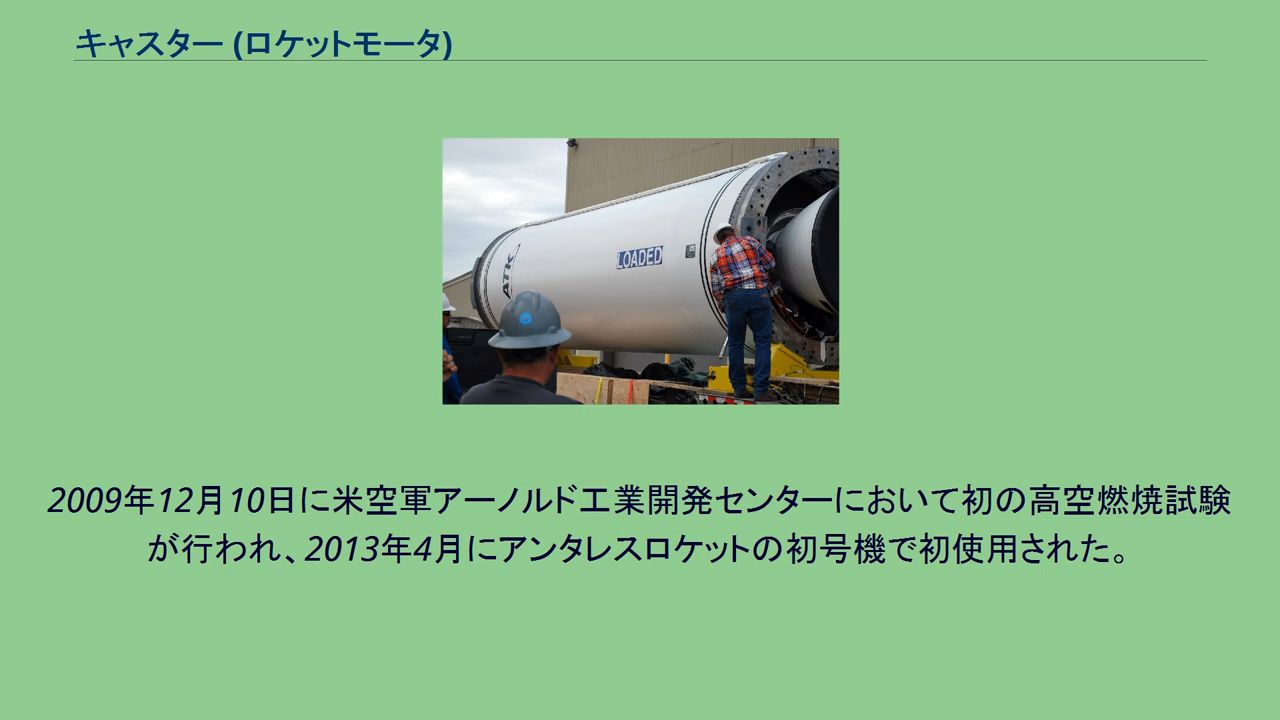 キャスター (ロケットモータ)
ATK
LOADED
2009年12月10日に米空軍アーノルド工業開発センターにおいて初の高空燃焼試験
が行われ、2013年4月にアンタレスロケットの初号機で初使用された。